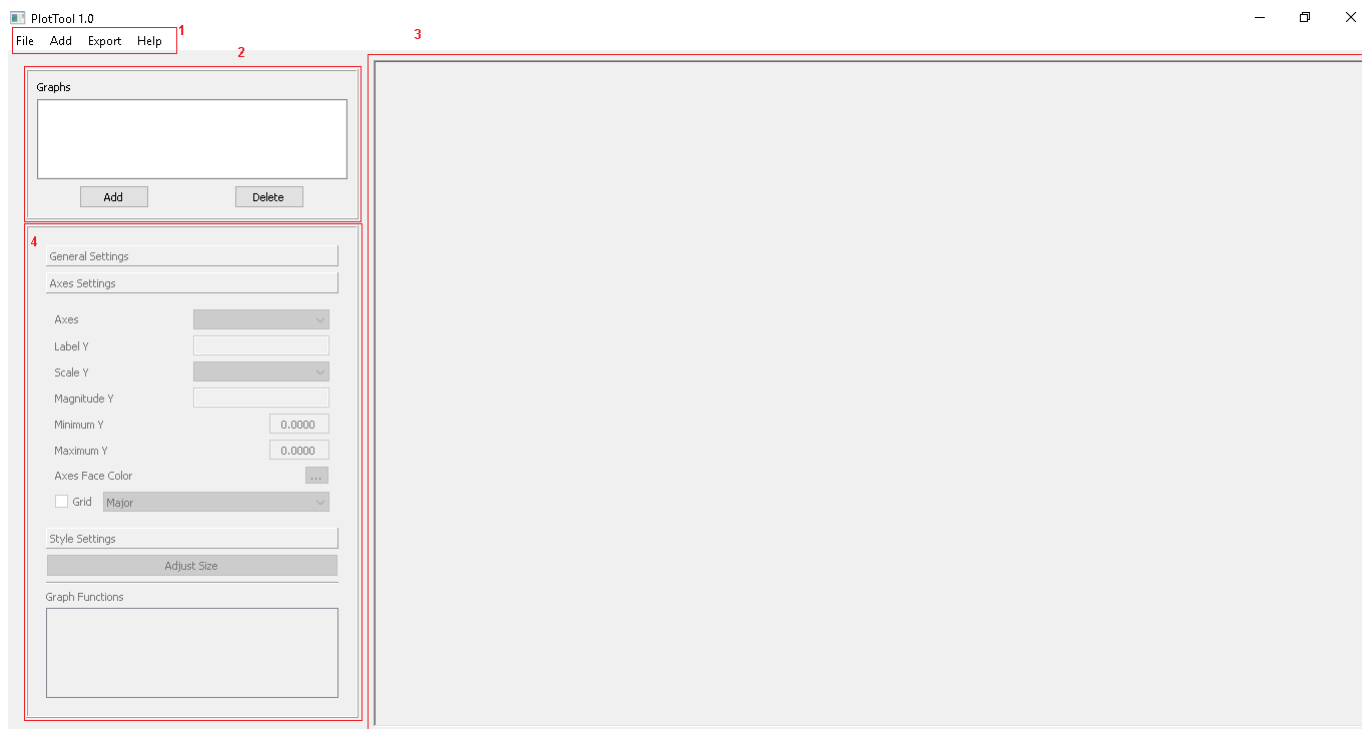 PlotTool 1.0
File Add Export Help
1
2
3
Graphs
Add Delete
4
General Settings
Axes Settings
Axes
Label Y
Scale Y
Magnitude Y
Minimum Y 0.0000
Maximum Y 0.0000
Axes Face Color ...
Grid Major
Style Settings
Adjust Size
Graph Functions